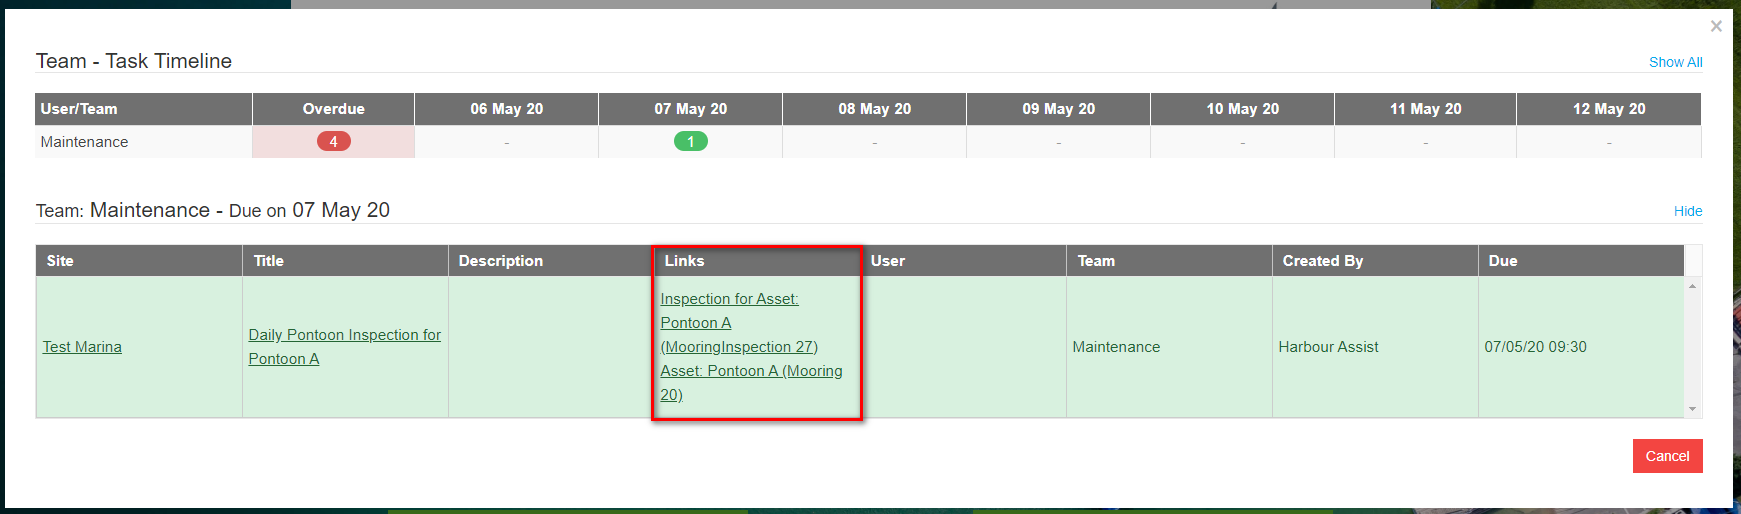 ×
Team - Task Timeline
Show All
User/Team Overdue 06 May 20 07 May 20 08 May 20 09 May 20 10 May 20 11 May 20 12 May 20
Maintenance 4 - 1 - - - - -
Team: Maintenance - Due on 07 May 20
Hide
Site Title Description Links User Team Created By Due
Test Marina
Daily Pontoon Inspection for
Pontoon A
Inspection for Asset:
Pontoon A
(MooringInspection 27)
Asset: Pontoon A (Mooring
20)
Maintenance
Harbour Assist
07/05/20 09:30
Cancel